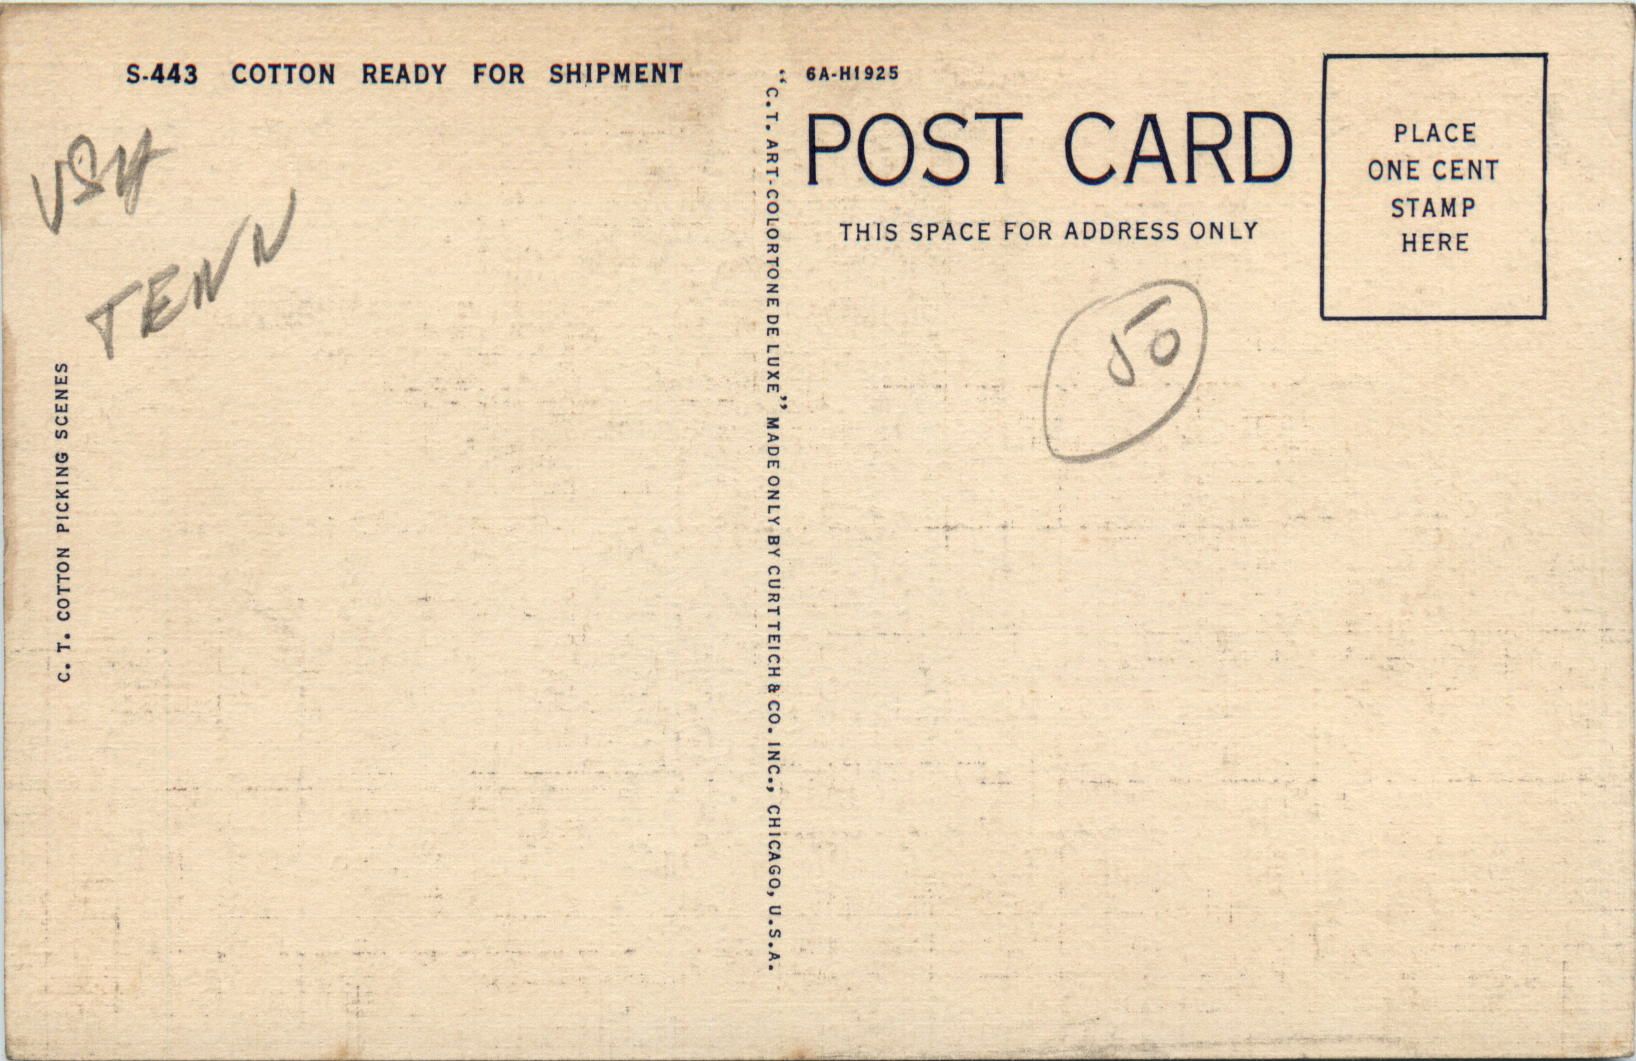 S-443 COTTON READY FOR SHIPMENT
USA
TENN
C. T. COTTON PICKING SCENES
"C.T. ART-COLORTONE DE LUXE" MADE ONLY BY CURT TEICH & CO. INC., CHICAGO, U.S.A.
6A-H1925
POST CARD
THIS SPACE FOR ADDRESS ONLY
PLACE
ONE CENT
STAMP
HERE
50